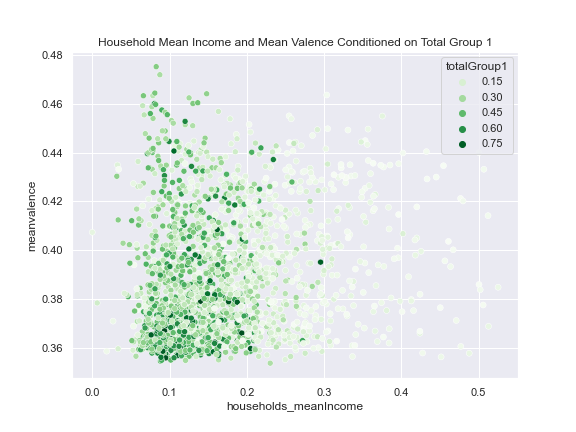 Household Mean Income and Mean Valence Conditioned on Total Group 1
totalGroup1
0.15
0.30
0.45
0.60
0.75
0.48
0.46
0.44
0.42
0.40
0.38
0.36
meanvalence
0.0 0.1 0.2 0.3 0.4 0.5
households_meanIncome